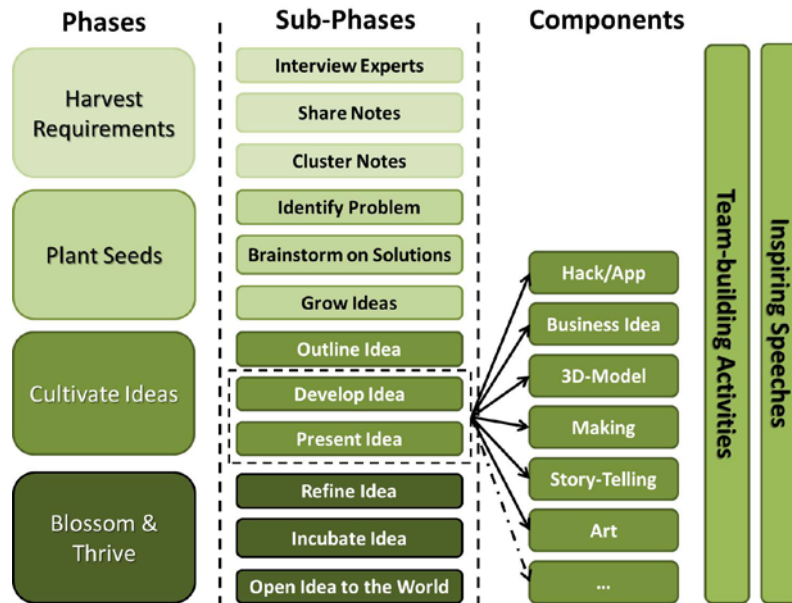 Phases
Sub-Phases
Components
Harvest
Requirements
Plant Seeds
Cultivate Ideas
Blossom &
Thrive
Interview Experts
Share Notes
Cluster Notes
Identify Problem
Brainstorm on Solutions
Grow Ideas
Outline Idea
Develop Idea
Present Idea
Refine Idea
Incubate Idea
Open Idea to the World
Hack/App
Business Idea
3D-Model
Making
Story-Telling
Art
...
Team-building Activities
Inspiring Speeches